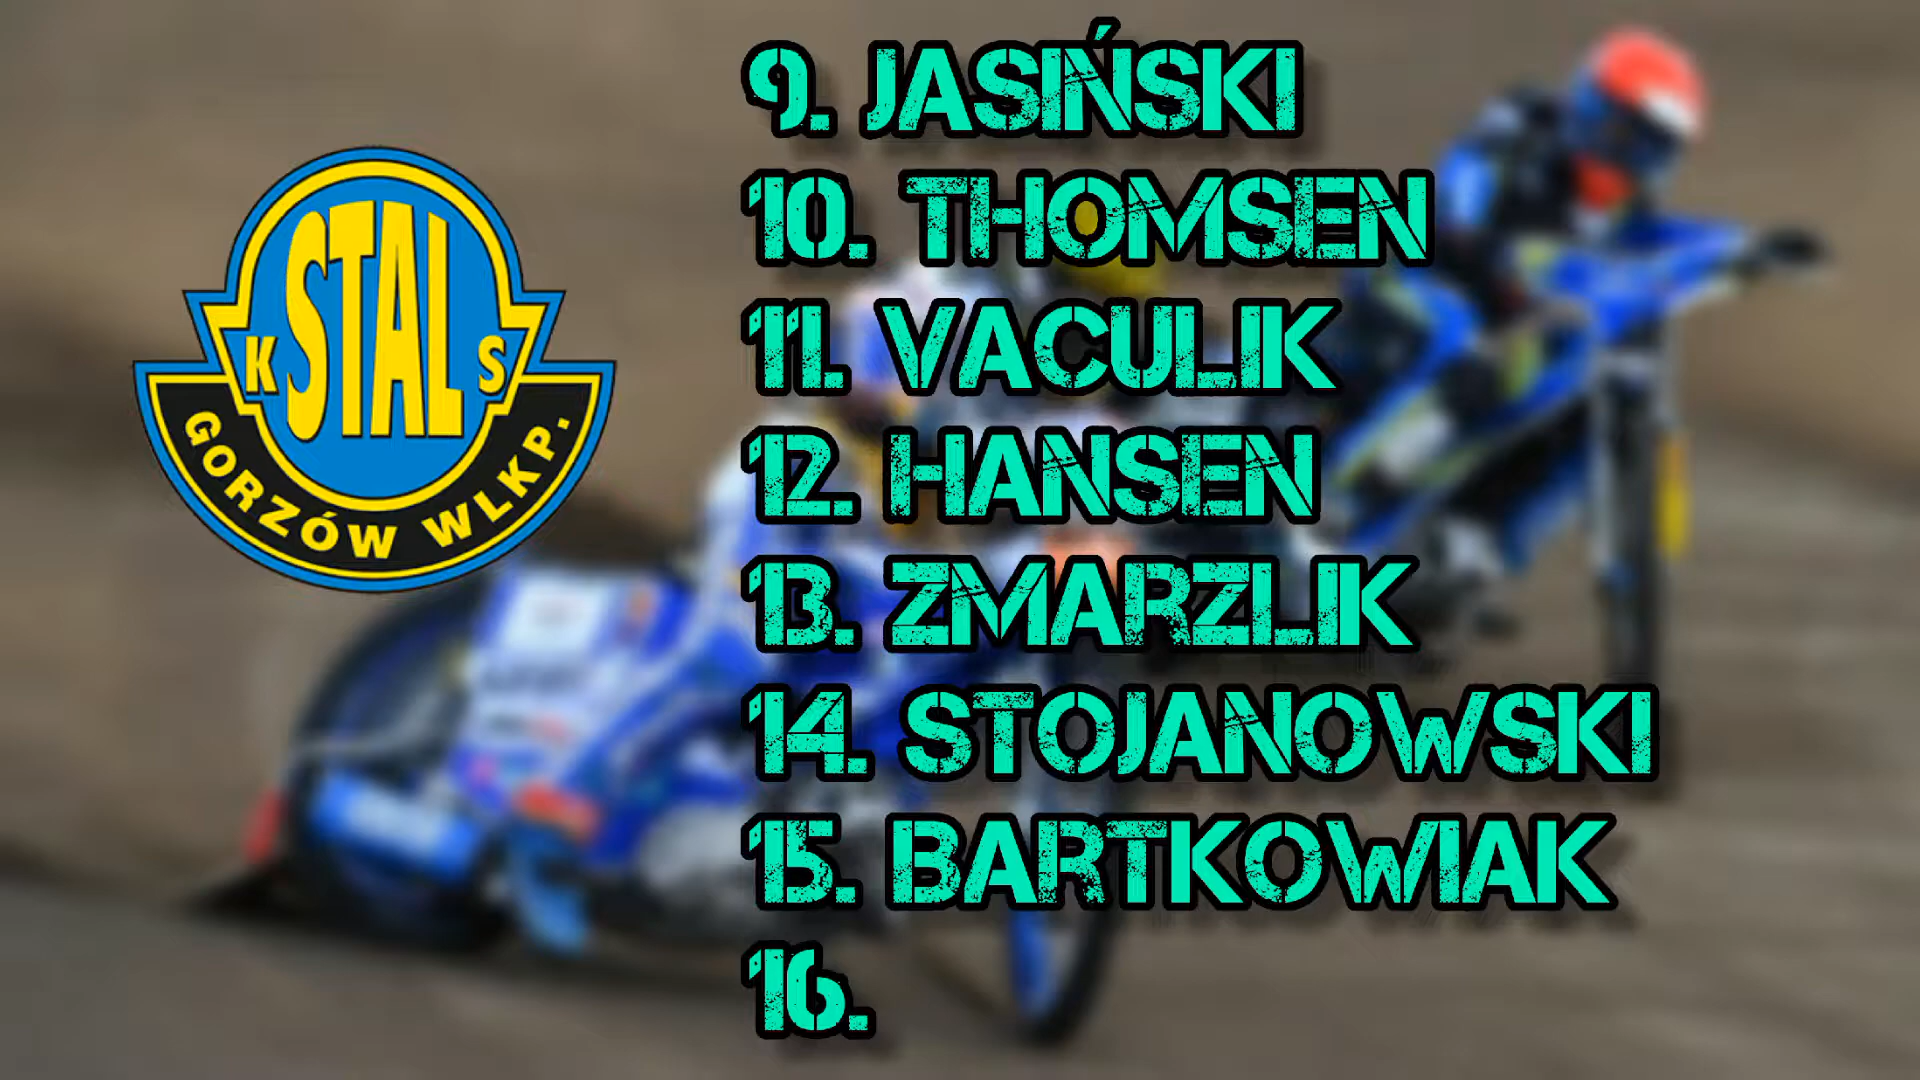 K STAL S
GORZÓW WLKP.
9. JASIŃSKI
10. THOMSEN
11. VACULIK
12. HANSEN
13. ZMARZLIK
14. STOJANOWSKI
15. BARTKOWIAK
16.